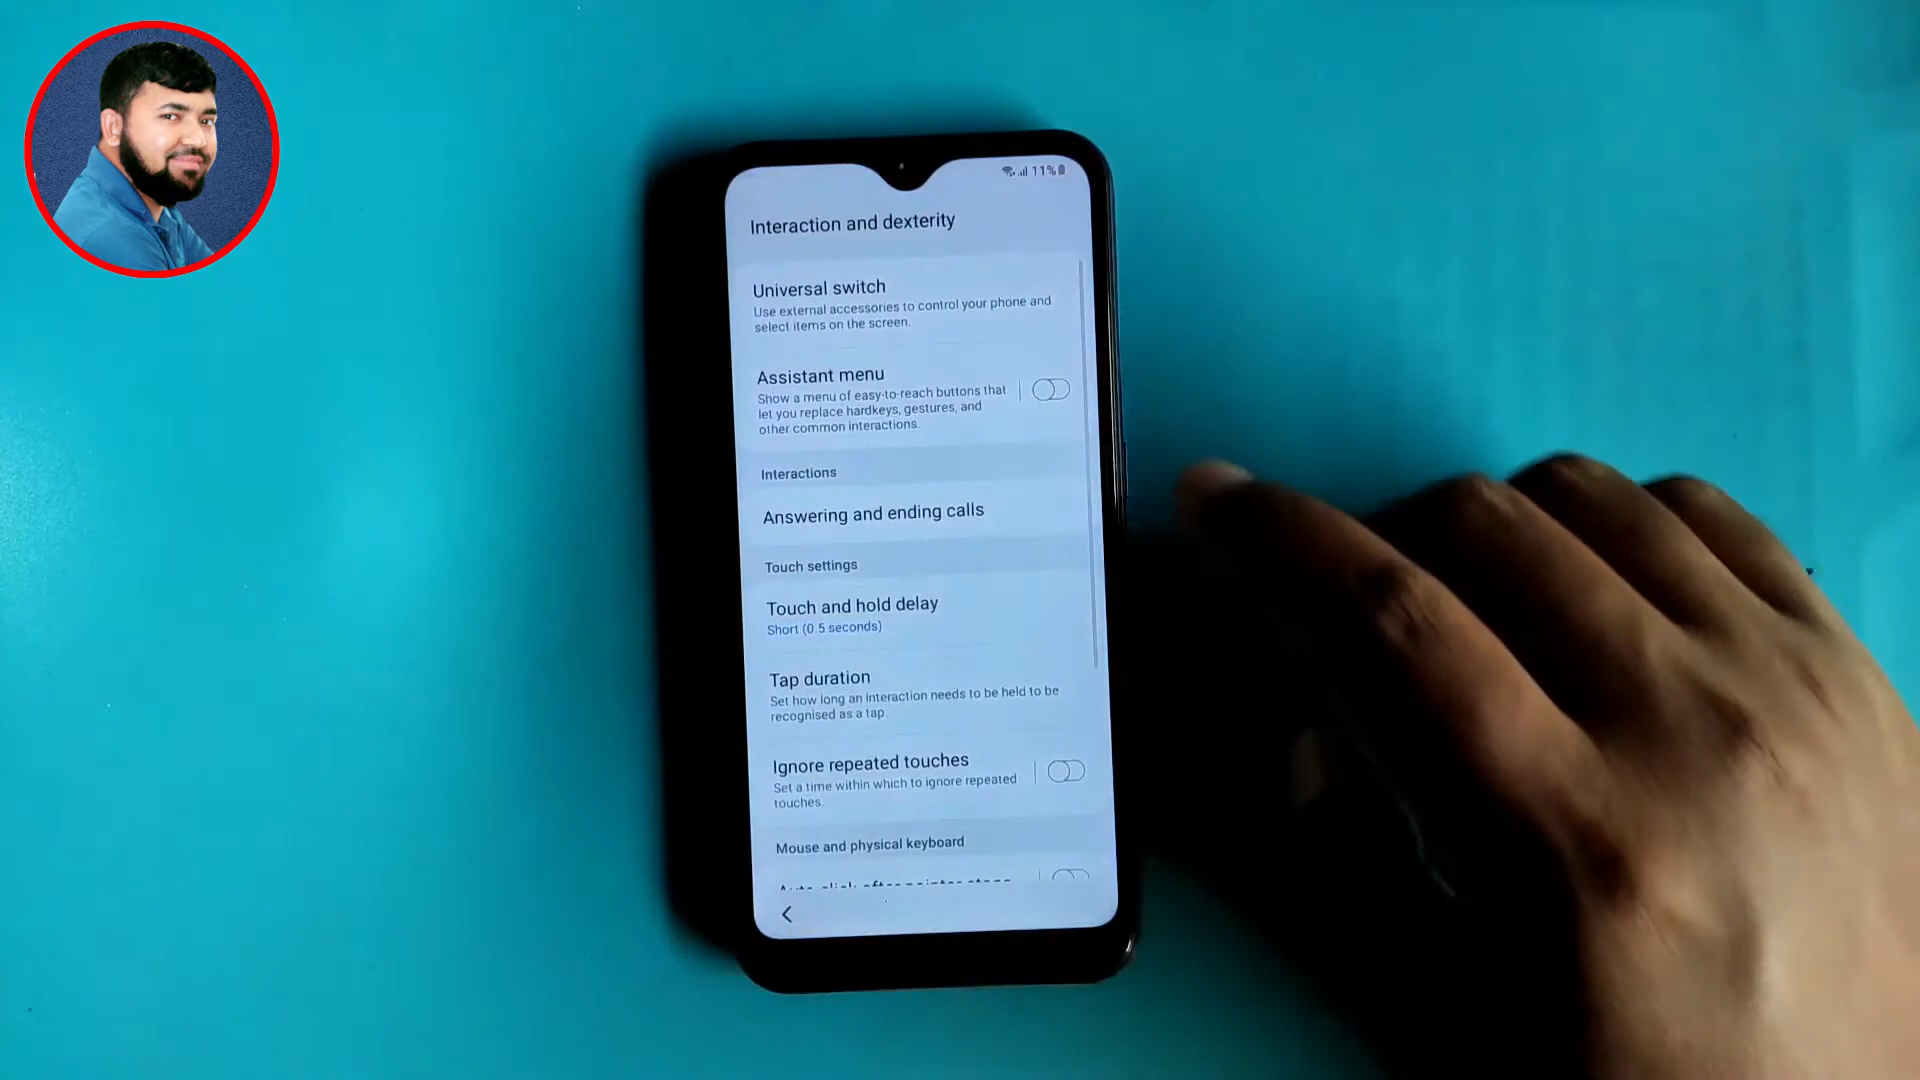 11%
Interaction and dexterity
Universal switch
Use external accessories to control your phone and
select items on the screen.
Assistant menu
Show a menu of easy-to-reach buttons that
let you replace hardkeys, gestures, and
other common interactions.
Interactions
Answering and ending calls
Touch settings
Touch and hold delay
Short (0.5 seconds)
Tap duration
Set how long an interaction needs to be held to be
recognised as a tap.
Ignore repeated touches
Set a time within which to ignore repeated
touches.
Mouse and physical keyboard